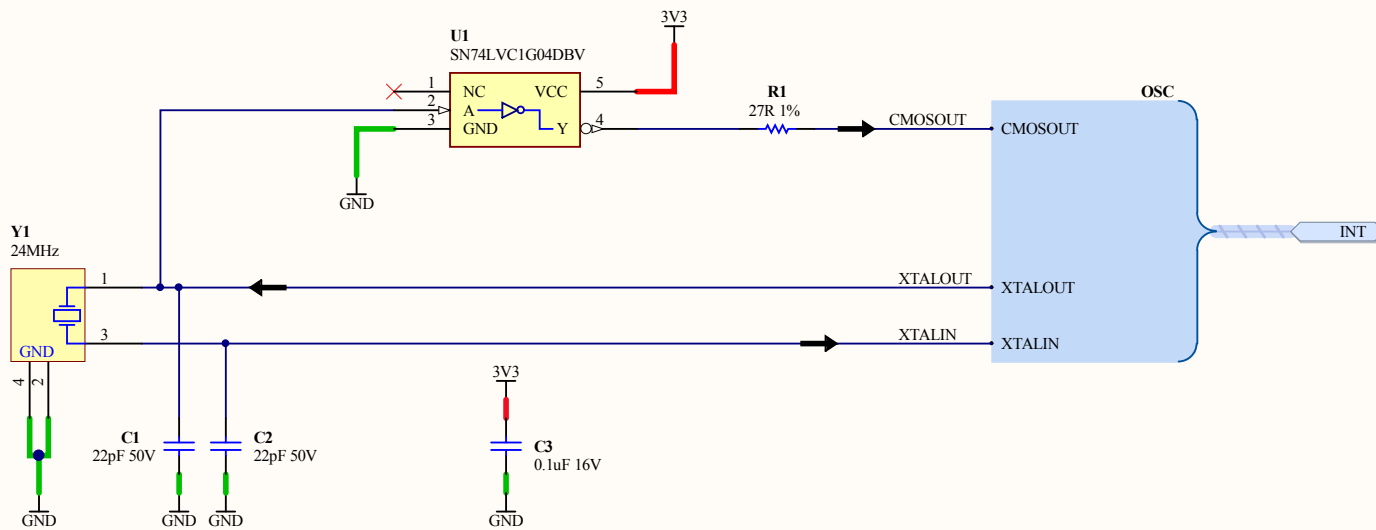 3V3
U1
SN74LVC1G04DBV
1 NC VCC 5
2 A
3 GND Y 4
GND
R1
27R 1%
CMOSOUT
OSC
CMOSOUT
INT
Y1
24MHz
1
XTALOUT
XTALOUT
3
XTALIN
XTALIN
GND
4
2
3V3
C1
22pF 50V
C2
22pF 50V
C3
0.1uF 16V
GND
GND
GND
GND